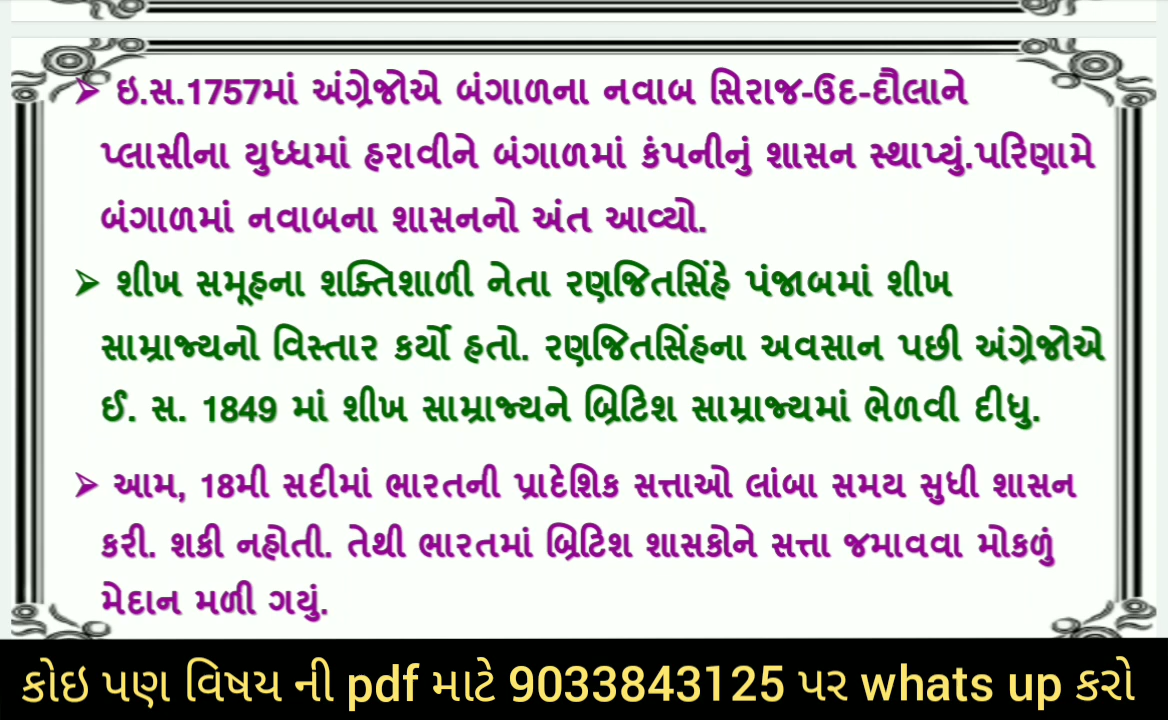 ➤ ઇ.સ.1757માં અંગ્રેજોએ બંગાળના નવાબ સિરાજ-ઉદ-દૌલાને
પ્લાસીના યુધ્ધમાં હરાવીને બંગાળમાં કંપનીનું શાસન સ્થાપ્યું.પરિણામે
બંગાળમાં નવાબના શાસનનો અંત આવ્યો.
➤ શીખ સમૂહના શક્તિશાળી નેતા રણજિતસિંહે પંજાબમાં શીખ
સામ્રાજ્યનો વિસ્તાર કર્યો હતો. રણજિતસિંહના અવસાન પછી અંગ્રેજોએ
ઈ. સ. 1849 માં શીખ સામ્રાજ્યને બ્રિટિશ સામ્રાજ્યમાં ભેળવી દીધુ.
➤ આમ, 18મી સદીમાં ભારતની પ્રાદેશિક સત્તાઓ લાંબા સમય સુધી શાસન
કરી. શકી નહોતી. તેથી ભારતમાં બ્રિટિશ શાસકોને સત્તા જમાવવા મોકળું
મેદાન મળી ગયું.
કોઇ પણ વિષય ની pdf માટે 9033843125 પર whats up કરો